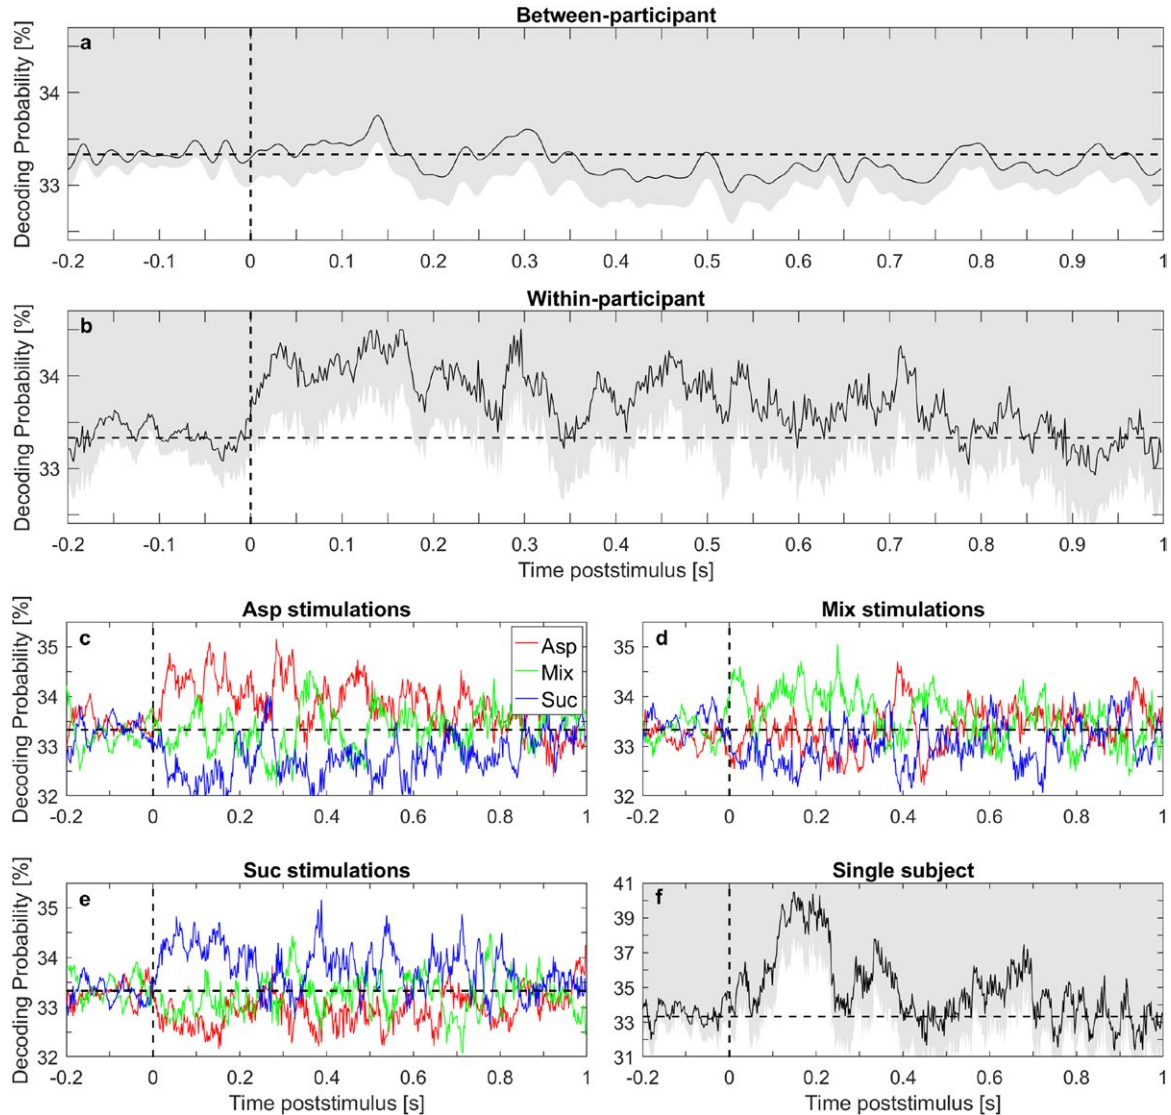 Between-participant
a
Decoding Probability [%]
34
33
-0.2 -0.1 0 0.1 0.2 0.3 0.4 0.5 0.6 0.7 0.8 0.9 1
Within-participant
b
Decoding Probability [%]
34
33
-0.2 -0.1 0 0.1 0.2 0.3 0.4 0.5 0.6 0.7 0.8 0.9 1
Time poststimulus [s]
Asp stimulations
c
Decoding Probability [%]
35
34
33
32
Asp
Mix
Suc
-0.2 0 0.2 0.4 0.6 0.8 1
Mix stimulations
d
35
34
33
32
-0.2 0 0.2 0.4 0.6 0.8 1
Suc stimulations
e
Decoding Probability [%]
35
34
33
32
-0.2 0 0.2 0.4 0.6 0.8 1
Time poststimulus [s]
Single subject
f
41
39
37
35
33
31
-0.2 0 0.2 0.4 0.6 0.8 1
Time poststimulus [s]